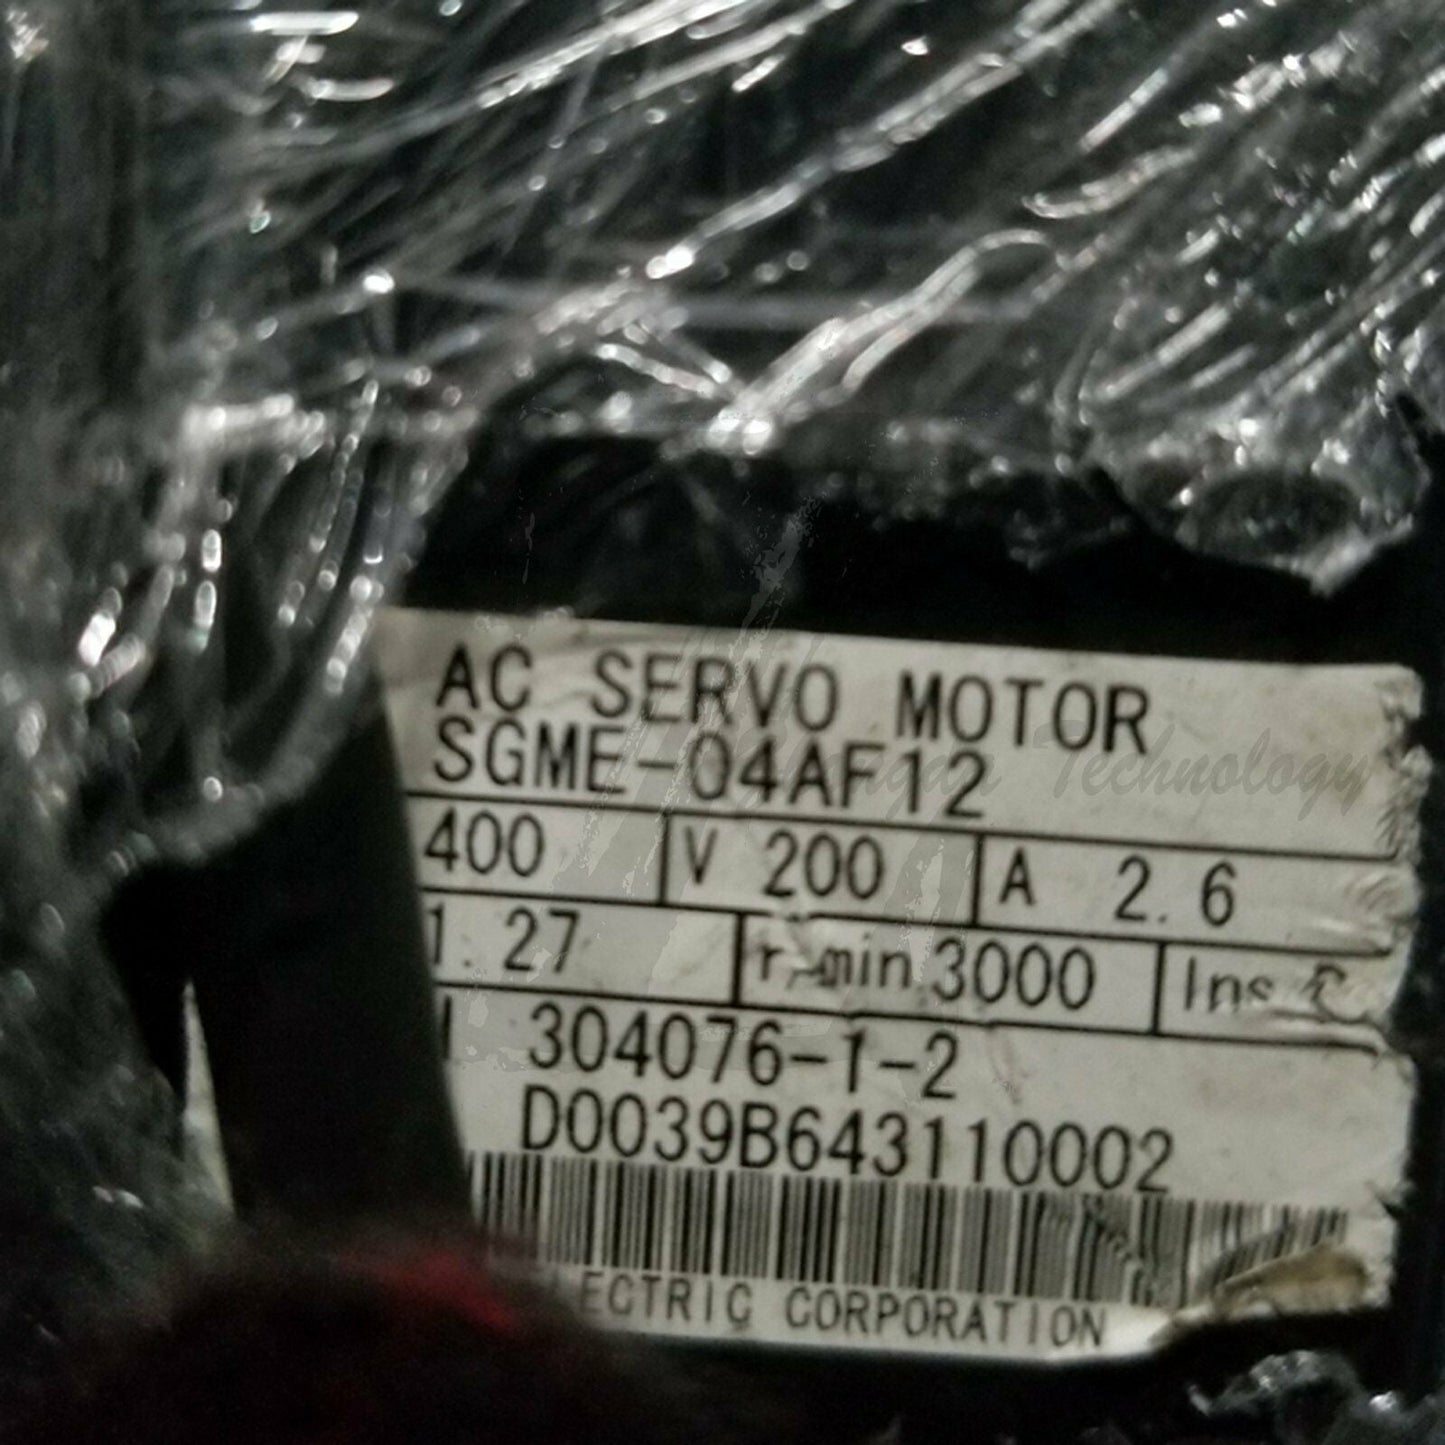 AC SERVO MOTOR
SGME-04AF12
400 V 200 A 2.6
1.27 r/min 3000 Ins
304076-1-2
D0039B643110002
ECTRIC CORPORATION
Technology